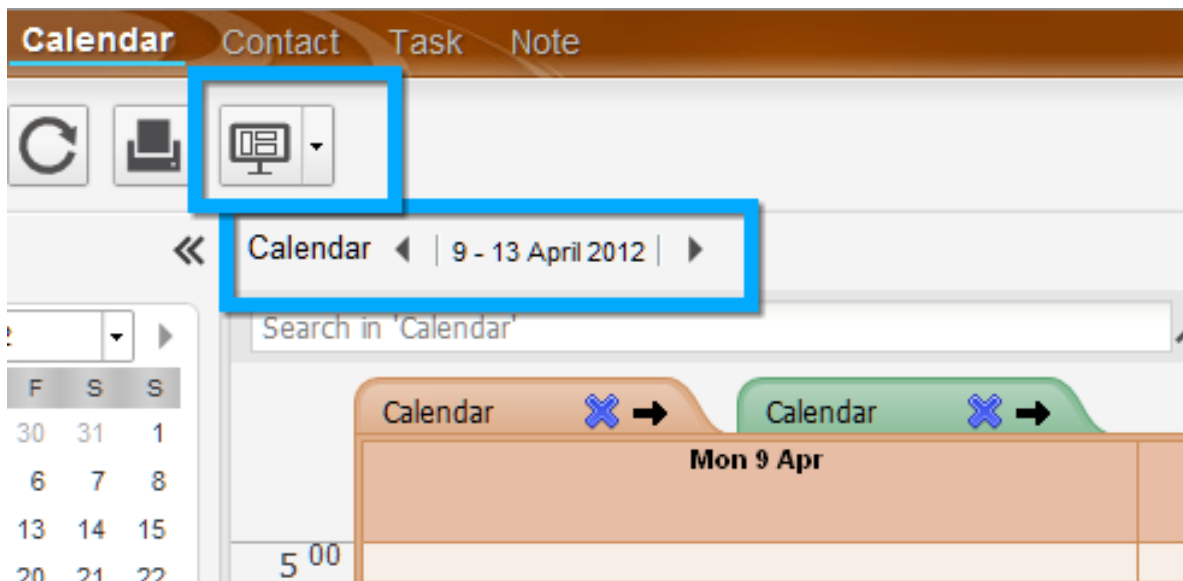 Calendar Contact Task Note
Calendar 9 - 13 April 2012
Search in 'Calendar'
F S S
Calendar Calendar
30 31 1
Mon 9 Apr
6 7 8
13 14 15
5 00
20 21 22